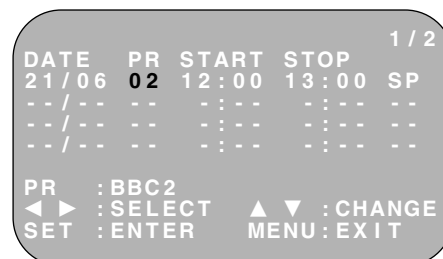 1/2
DATE PR START STOP
21/06 02 12:00 13:00 SP
--/-- -- -:-- -:-- --
--/-- -- -:-- -:-- --
--/-- -- -:-- -:-- --
PR :BBC2
◄ ► :SELECT ▲ ▼ :CHANGE
SET :ENTER MENU:EXIT